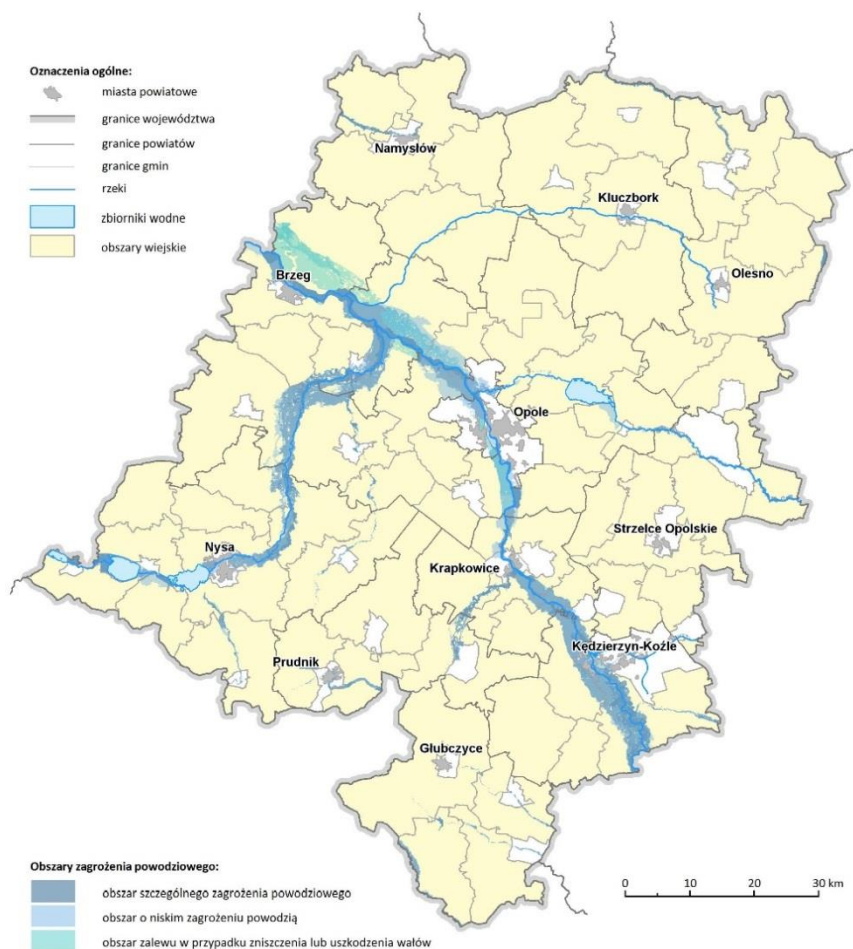 Oznaczenia ogólne:
miasta powiatowe
granice województwa
granice powiatów
granice gmin
rzeki
zbiorniki wodne
obszary wiejskie
Namysłów
Kluczbork
Brzeg
Olesno
Opole
Strzelce Opolskie
Nysa
Krapkowice
Kędzierzyn-Koźle
Prudnik
Głubczyce
Obszary zagrożenia powodziowego:
obszar szczególnego zagrożenia powodziowego
obszar o niskim zagrożeniu powodzią
obszar zalewu w przypadku zniszczenia lub uszkodzenia wałów
0 10 20 30 km